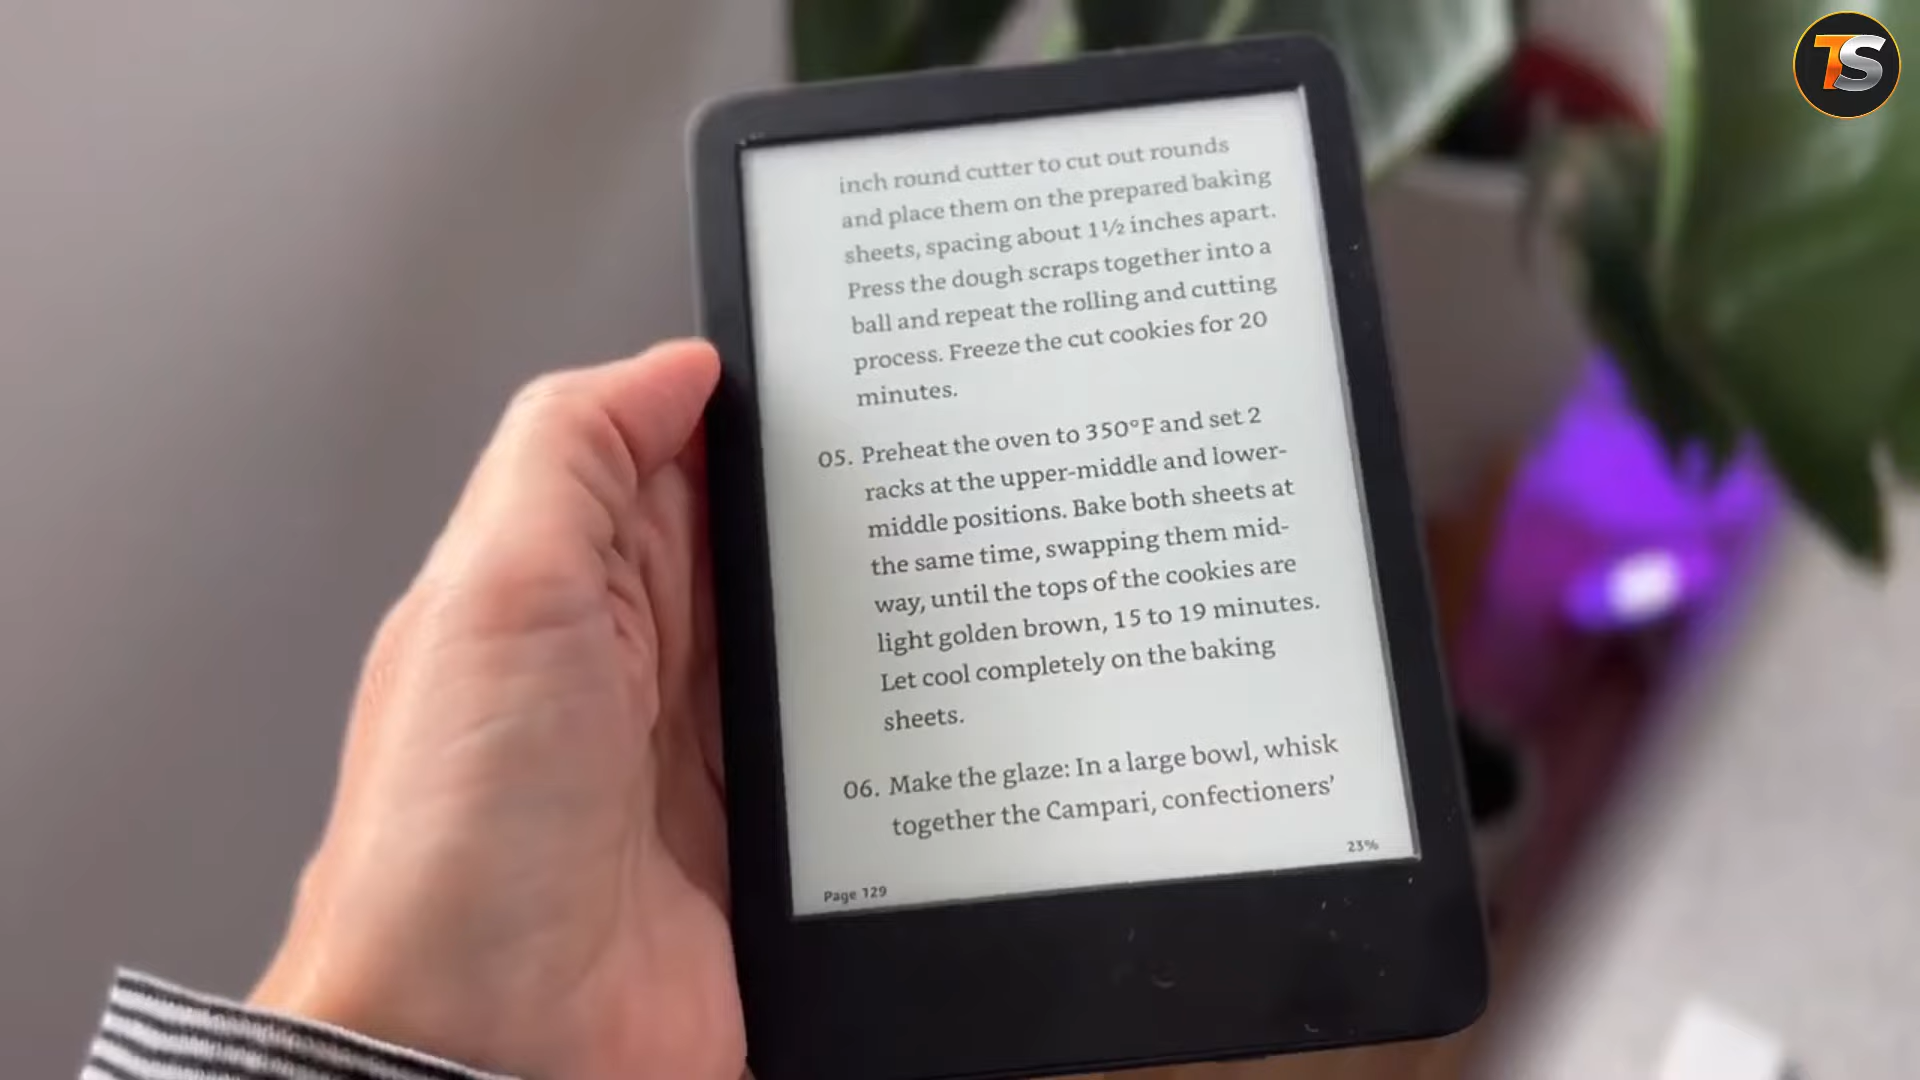 TS
inch round cutter to cut out rounds
and place them on the prepared baking
sheets, spacing about 1½ inches apart.
Press the dough scraps together into a
ball and repeat the rolling and cutting
process. Freeze the cut cookies for 20
minutes.
05. Preheat the oven to 350°F and set 2
racks at the upper-middle and lower-
middle positions. Bake both sheets at
the same time, swapping them mid-
way, until the tops of the cookies are
light golden brown, 15 to 19 minutes.
Let cool completely on the baking
sheets.
06. Make the glaze: In a large bowl, whisk
together the Campari, confectioners’
Page 129
23%